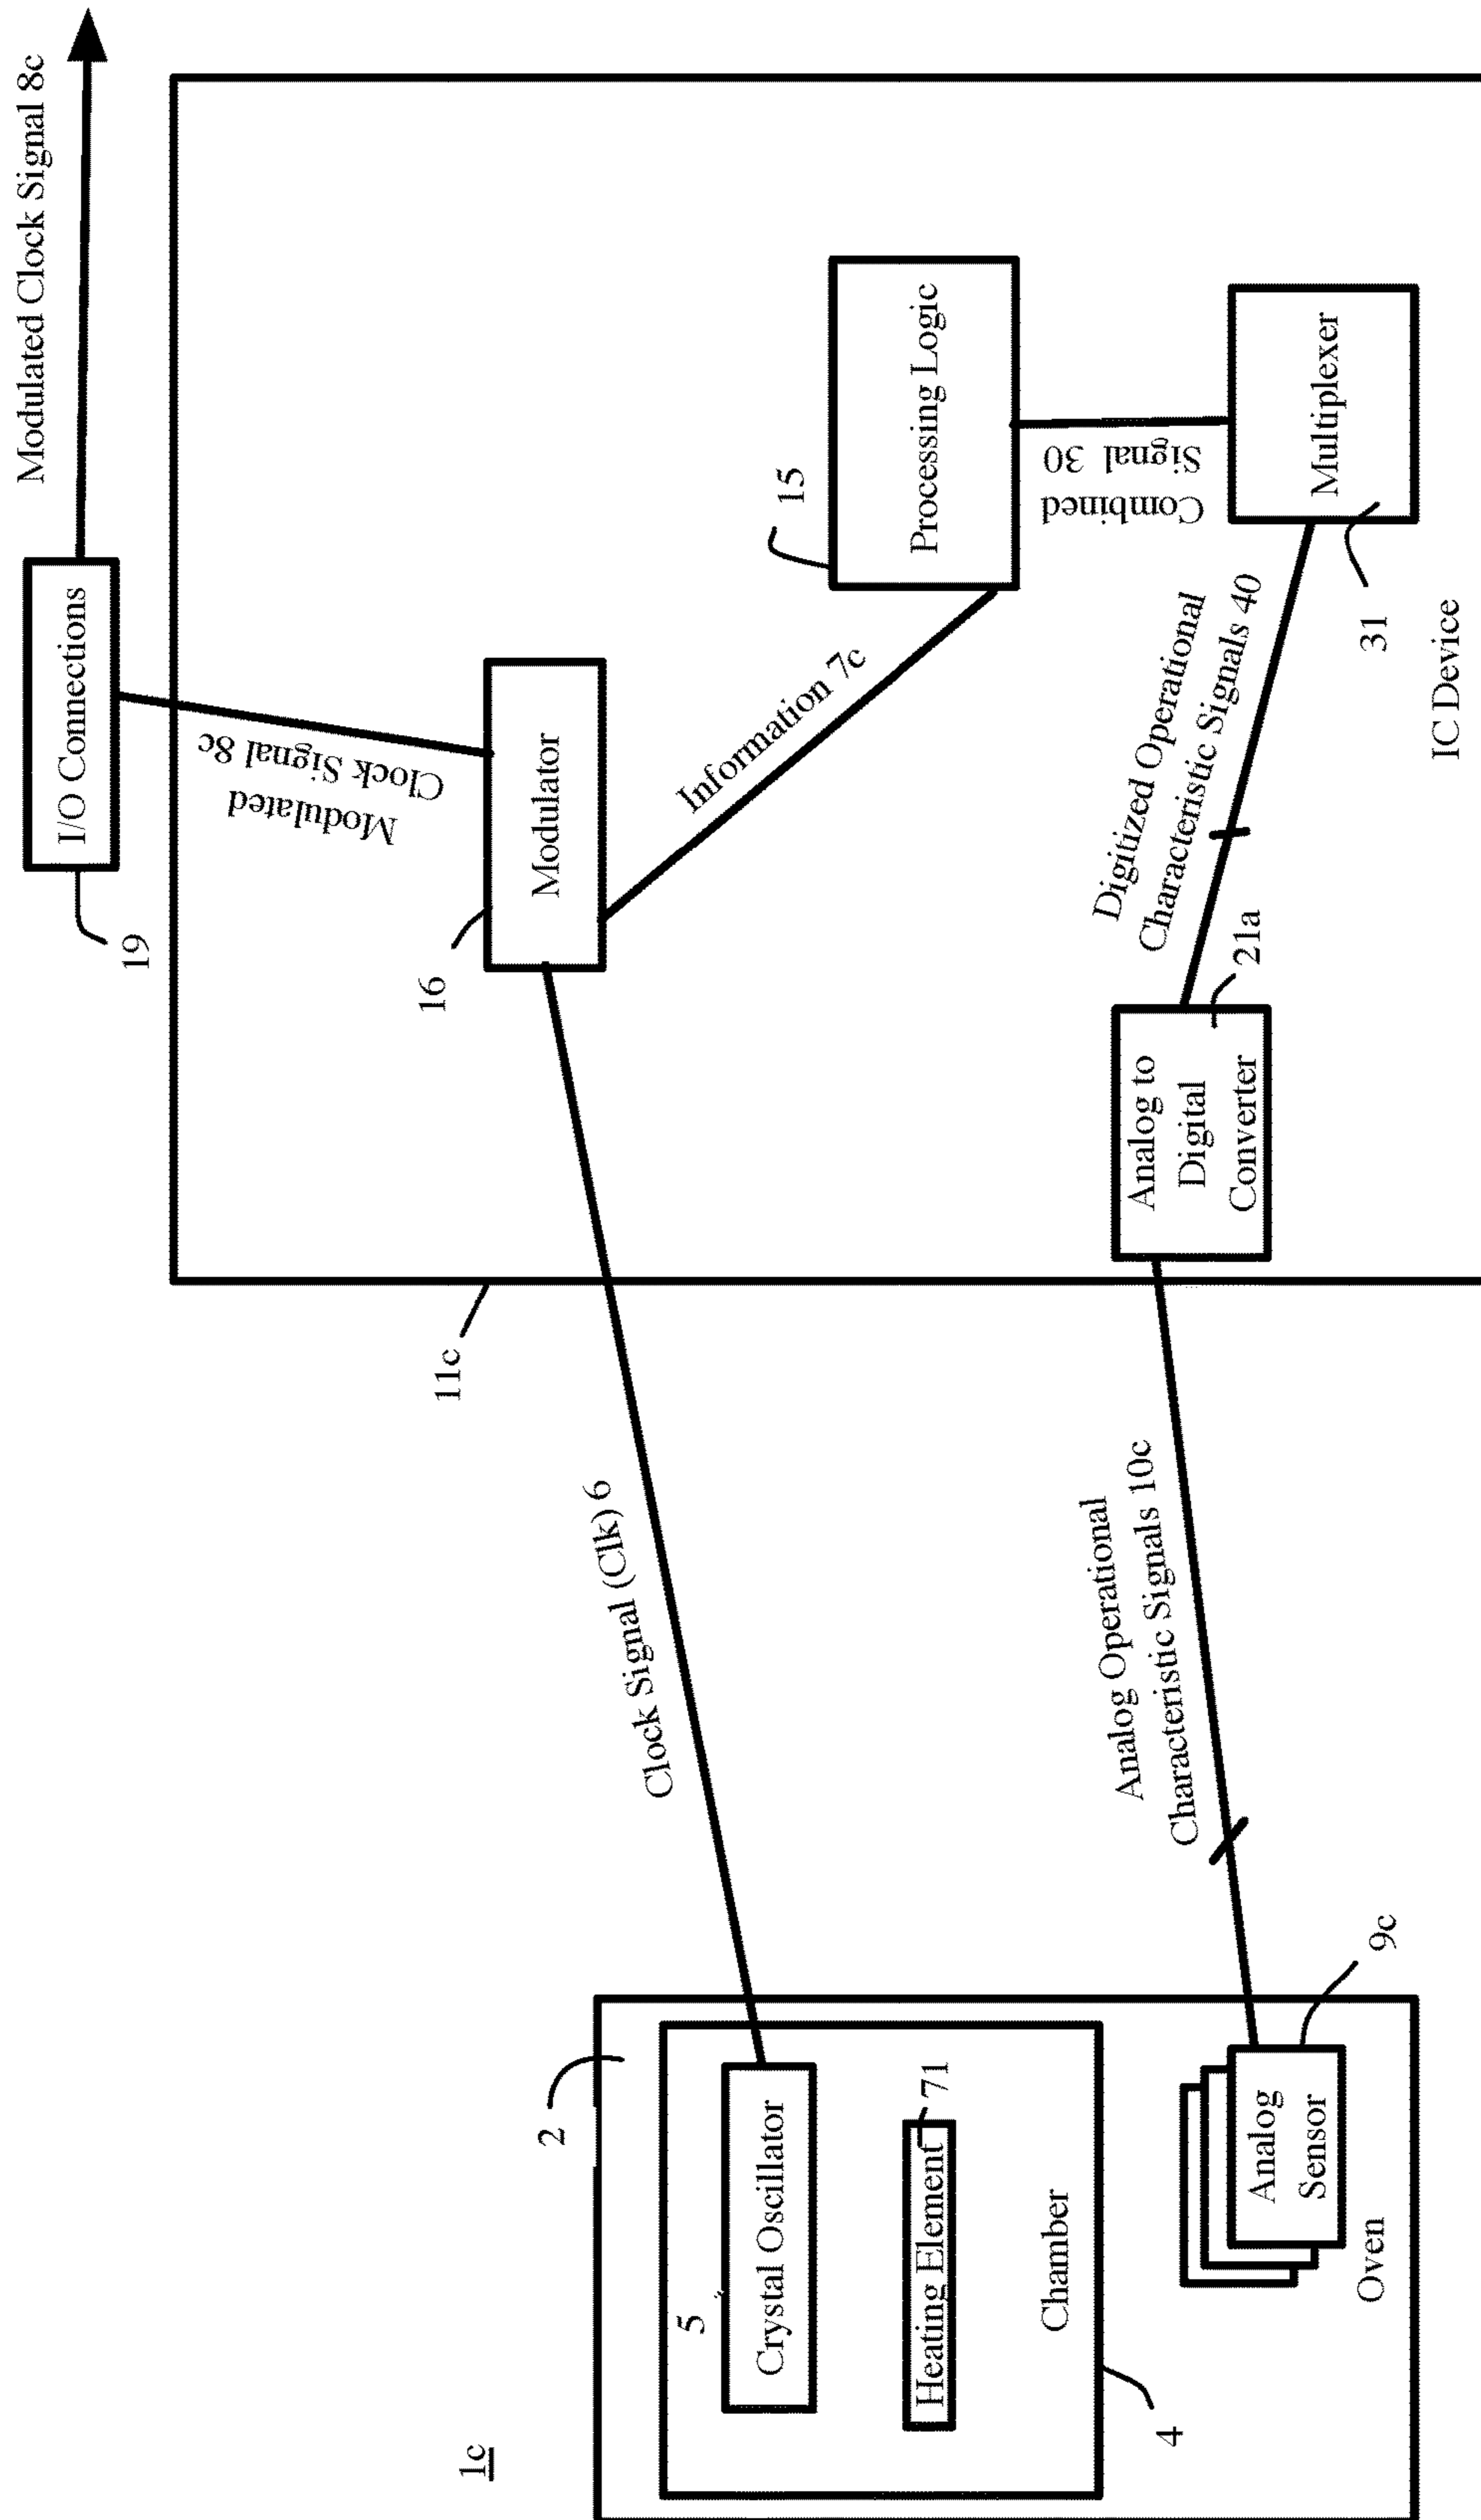 1c
2
5
Crystal Oscillator
Heating Element
71
Chamber
4
Analog
Sensor
9c
Oven
Clock Signal (Clk) 6
Analog Operational
Characteristic Signals 10c
11c
19
I/O Connections
Modulated Clock Signal 8c
Modulated
Clock Signal 8c
16
Modulator
Information 7c
15
Processing Logic
Combined
Signal 30
Analog to
Digital
Converter
21a
Digitized Operational
Characteristic Signals 40
Multiplexer
31
IC Device